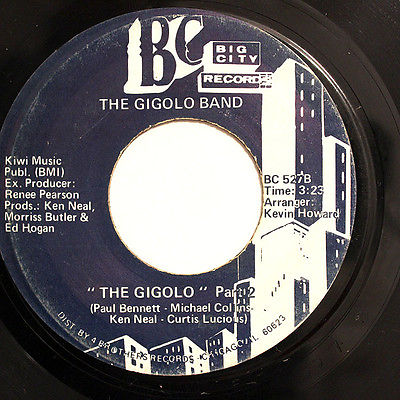 BC
BIG
CITY
RECORDS
THE GIGOLO BAND
Kiwi Music
Publ. (BMI)
Ex. Producer:
Renee Pearson
Prods.: Ken Neal,
Morriss Butler &
Ed Hogan
BC 527B
Time: 3:23
Arranger:
Kevin Howard
" THE GIGOLO " Part 2
(Paul Bennett - Michael Collins
Ken Neal - Curtis Lucious)
DIST. BY 4 BROTHERS RECORDS - CHICAGO, IL. 60623